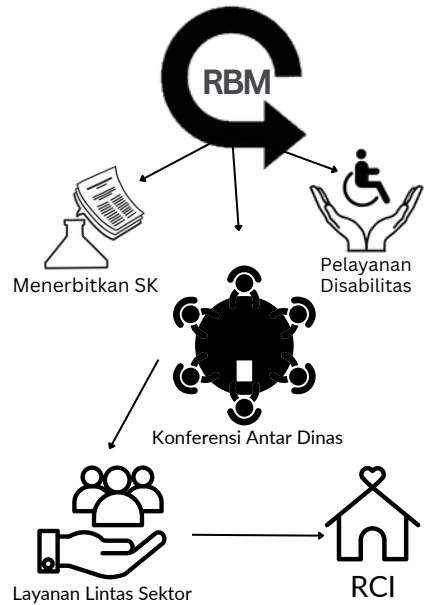 RBM
Menerbitkan SK
Pelayanan
Disabilitas
Konferensi Antar Dinas
Layanan Lintas Sektor
RCI